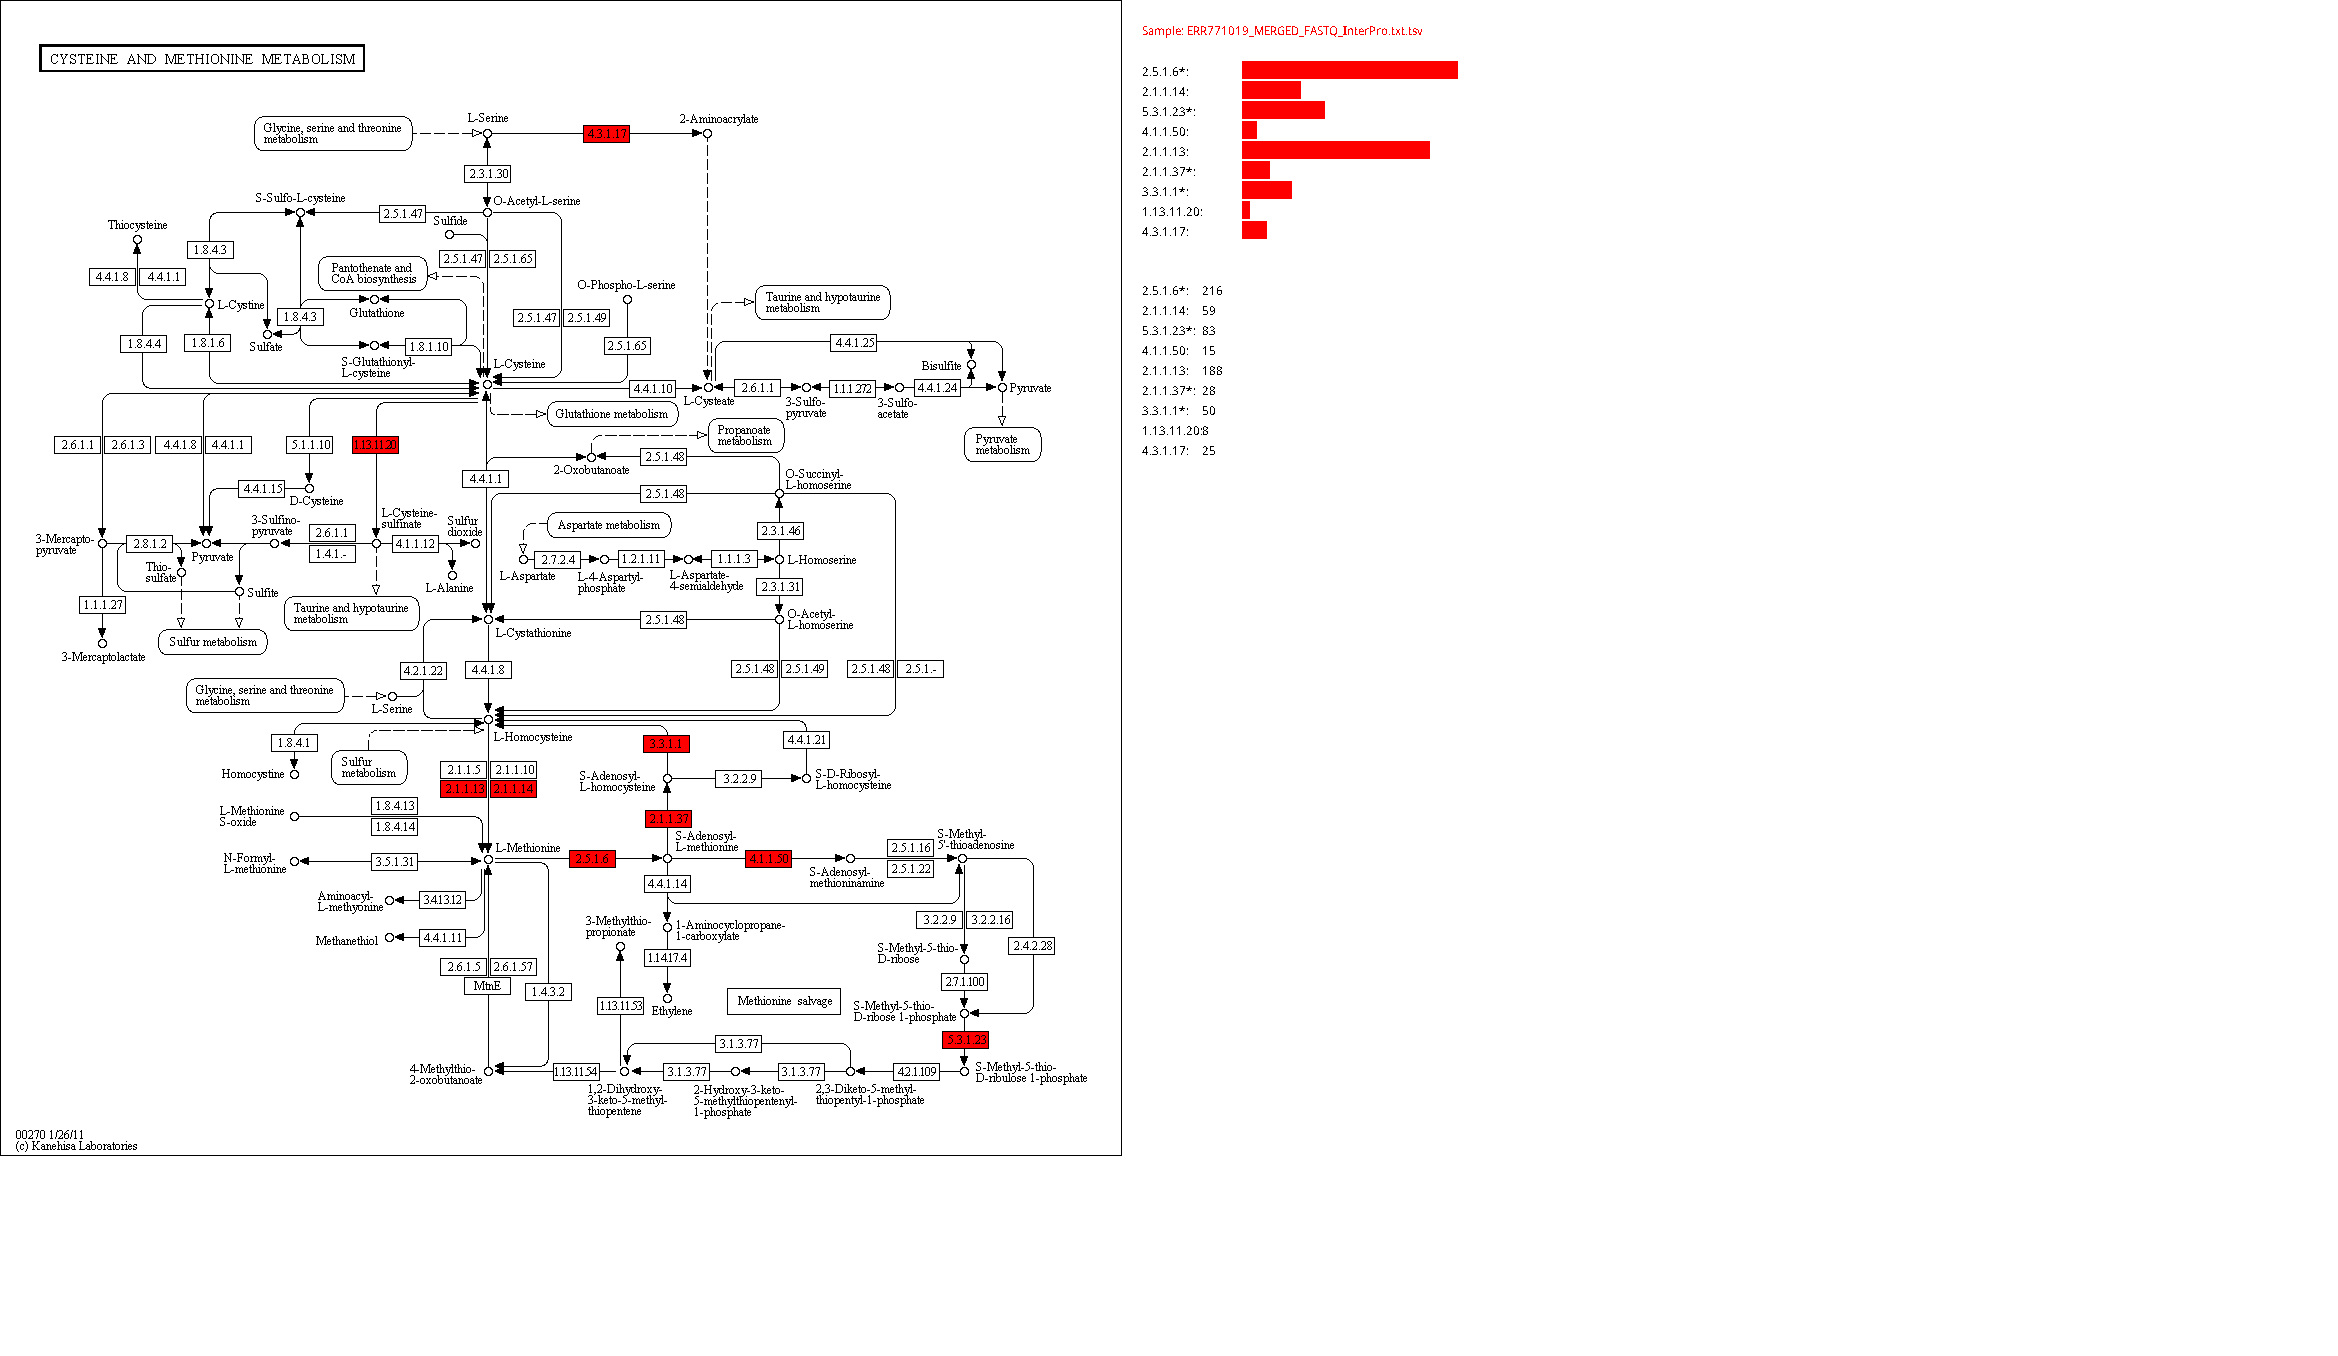 CYSTEINE AND METHIONINE METABOLISM
Glycine, serine and threonine
metabolism
L-Serine
4.3.1.17
2-Aminoacrylate
2.3.1.30
S-Sulfo-L-cysteine
2.5.1.47
O-Acetyl-L-serine
Sulfide
Thiocysteine
1.8.4.3
4.4.1.8
4.4.1.1
2.5.1.47
2.5.1.65
Pantothenate and
CoA biosynthesis
O-Phospho-L-serine
Taurine and hypotaurine
metabolism
L-Cystine
Glutathione
1.8.4.3
2.5.1.47
2.5.1.49
Sulfate
1.8.4.4
1.8.1.6
1.8.1.10
2.5.1.65
4.4.1.25
S-Glutathionyl-
L-cysteine
L-Cysteine
Bisulfite
4.4.1.10
L-Cysteate
2.6.1.1
3-Sulfo-
pyruvate
1.1.1.272
3-Sulfo-
acetate
4.4.1.24
Pyruvate
Glutathione metabolism
Propanoate
metabolism
Pyruvate
metabolism
2.6.1.1
2.6.1.3
4.4.1.8
4.4.1.1
5.1.1.10
1.13.11.20
2-Oxobutanoate
2.5.1.48
4.4.1.1
O-Succinyl-
L-homoserine
4.4.1.15
D-Cysteine
2.5.1.48
3-Mercapto-
pyruvate
2.8.1.2
Pyruvate
3-Sulfino-
pyruvate
2.6.1.1
1.4.1.-
L-Cysteine-
sulfinate
4.1.1.12
Sulfur
dioxide
Aspartate metabolism
2.3.1.46
Thio-
sulfate
Sulfite
L-Alanine
L-Aspartate
2.7.2.4
L-4-Aspartyl-
phosphate
1.2.1.11
L-Aspartate-
4-semialdehyde
1.1.1.3
L-Homoserine
2.3.1.31
1.1.1.27
Taurine and hypotaurine
metabolism
Sulfur metabolism
3-Mercaptolactate
L-Cystathionine
2.5.1.48
O-Acetyl-
L-homoserine
4.2.1.22
4.4.1.8
2.5.1.48
2.5.1.49
2.5.1.48
2.5.1.-
Glycine, serine and threonine
metabolism
L-Serine
L-Homocysteine
1.8.4.1
Homocystine
Sulfur
metabolism
3.3.1.1
4.4.1.21
2.1.1.5
2.1.1.10
2.1.1.13
2.1.1.14
S-Adenosyl-
L-homocysteine
3.2.2.9
S-D-Ribosyl-
L-homocysteine
L-Methionine
S-oxide
1.8.4.13
1.8.4.14
2.1.1.37
N-Formyl-
L-methionine
3.5.1.31
L-Methionine
2.5.1.6
S-Adenosyl-
L-methionine
4.1.1.50
S-Adenosyl-
methioninamine
2.5.1.16
2.5.1.22
S-Methyl-
5'-thioadenosine
4.4.1.14
Aminoacyl-
L-methyonine
3.4.13.12
Methanethiol
4.4.1.11
3-Methylthio-
propionate
1-Aminocyclopropane-
1-carboxylate
3.2.2.9
3.2.2.16
2.4.2.28
S-Methyl-5-thio-
D-ribose
2.6.1.5
2.6.1.57
MtnE
1.4.3.2
1.14.17.4
2.7.1.100
1.13.11.53
Ethylene
Methionine salvage
S-Methyl-5-thio-
D-ribose 1-phosphate
5.3.1.23
3.1.3.77
4-Methylthio-
2-oxobutanoate
1.13.11.54
1,2-Dihydroxy-
3-keto-5-methyl-
thiopentene
3.1.3.77
2-Hydroxy-3-keto-
5-methylthiopentenyl-
1-phosphate
3.1.3.77
2,3-Diketo-5-methyl-
thiopentyl-1-phosphate
4.2.1.109
S-Methyl-5-thio-
D-ribulose 1-phosphate
00270 1/26/11
(c) Kanehisa Laboratories
Sample: ERR771019_MERGED_FASTQ_InterPro.txt.tsv
2.5.1.6*:
2.1.1.14:
5.3.1.23*:
4.1.1.50:
2.1.1.13:
2.1.1.37*:
3.3.1.1*:
1.13.11.20:
4.3.1.17:
2.5.1.6*: 216
2.1.1.14: 59
5.3.1.23*: 83
4.1.1.50: 15
2.1.1.13: 188
2.1.1.37*: 28
3.3.1.1*: 50
1.13.11.20:8
4.3.1.17: 25